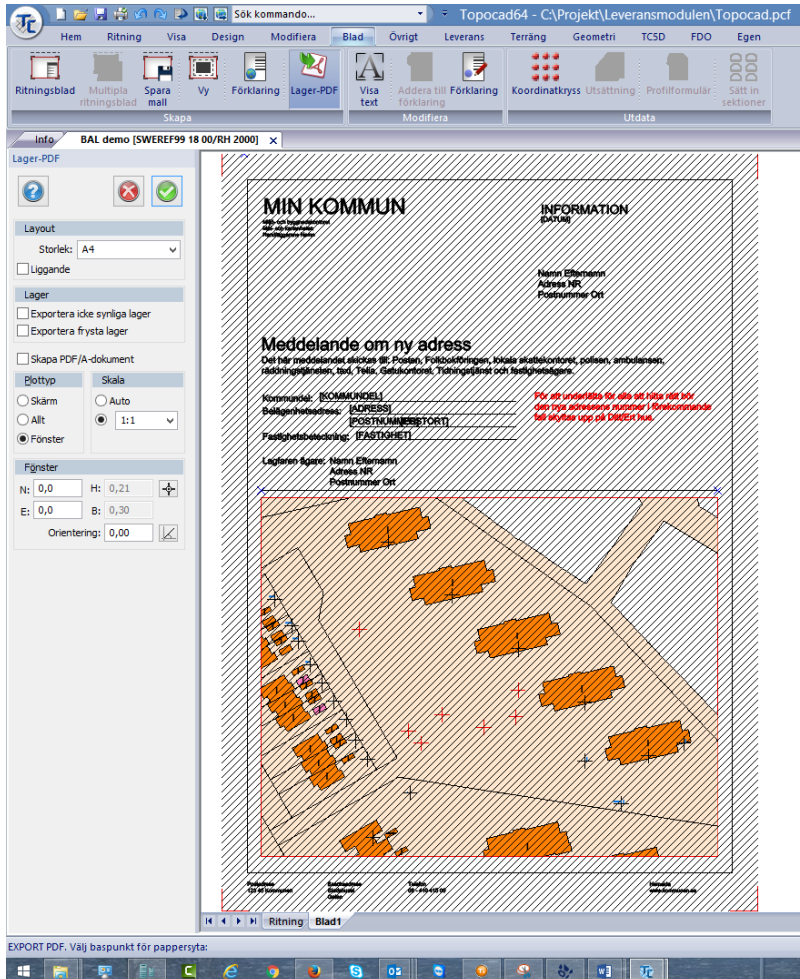 Sök kommando...
Topocad64 - C:\Projekt\Leveransmodulen\Topocad.pcf
Hem Ritning Visa Design Modifiera Blad Övrigt Leverans Terräng Geometri TC5D FDO Egen
Ritningsblad Multipla ritningsblad Spara mall Vy Förklaring Lager-PDF Visa text Addera till förklaring Förklaring Koordinatkryss Utsättning Profilformulär Sätt in sektioner
Skapa Modifiera Utdata
Info BAL demo [SWEREF99 18 00/RH 2000] x
Lager-PDF
Layout
Storlek: A4
Liggande
Lager
Exportera icke synliga lager
Exportera frysta lager
Skapa PDF/A-dokument
Plottyp Skala
Skärm Auto
Allt 1:1
Fönster
Fönster
N: 0,0 H: 0,21
E: 0,0 B: 0,30
Orientering: 0,00
MIN KOMMUN
INFORMATION
[DATUM]
Namn Efternamn
Adress NR
Postnummer Ort
Meddelande om ny adress
Det här meddelandet skickas till: Posten, Folkbokföringen, lokala skattekontoret, polisen, ambulansen,
räddningstjänsten, taxi, Telia, Gatukontoret, Tidningstjänst och fastighetsägare.
Kommundel: [KOMMUNDEL]
Belägenhetsadress: [ADRESS]
Fastighetsbeteckning: [FASTIGHET]
För att underlätta för alla att hitta rätt bör
den nya adressens nummer i förekommande
fall skyltas upp på Ditt/Ert hus.
Lagfaren ägare: Namn Efternamn
Adress NR
Postnummer Ort
Ritning Blad1
EXPORT PDF. Välj baspunkt för pappersyta: